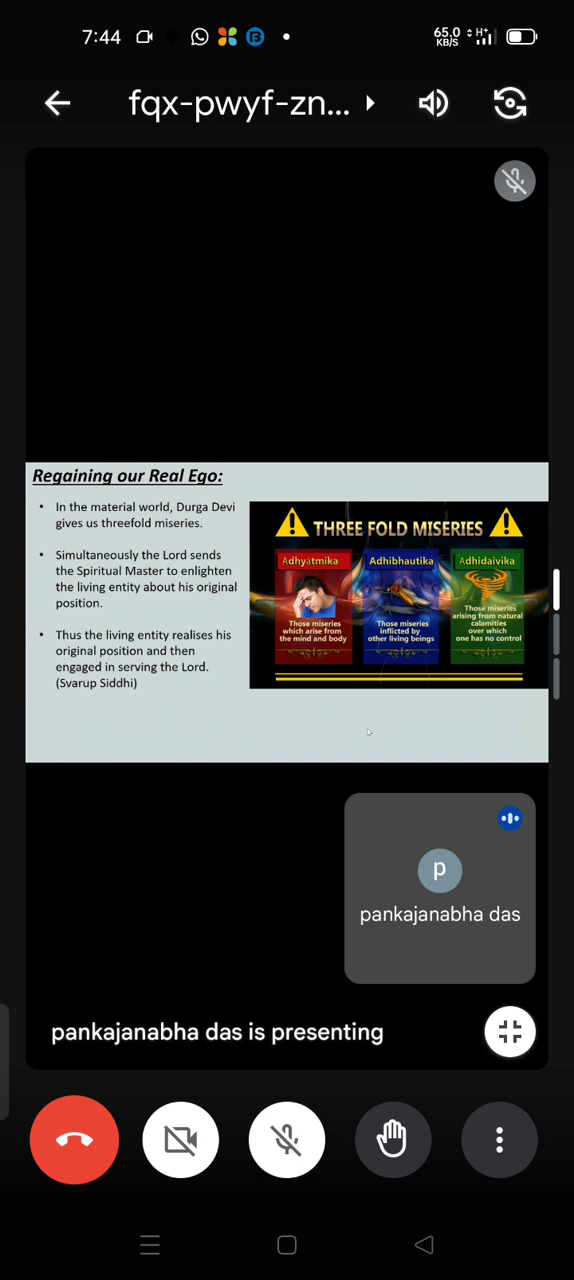 7:44
65.0
KB/S
H+
fqx-pwyf-zn...
Regaining our Real Ego:
• In the material world, Durga Devi
gives us threefold miseries.
• Simultaneously the Lord sends
the Spiritual Master to enlighten
the living entity about his original
position.
• Thus the living entity realises his
original position and then
engaged in serving the Lord.
(Svarup Siddhi)
THREE FOLD MISERIES
Adhyátmika
Those miseries
which arise from
the mind and body
Adhibhautika
Those miseries
inflicted by
other living beings
Adhidaivika
Those miseries
arising from natural
calamities
over which
one has no control
p
pankajanabha das
pankajanabha das is presenting